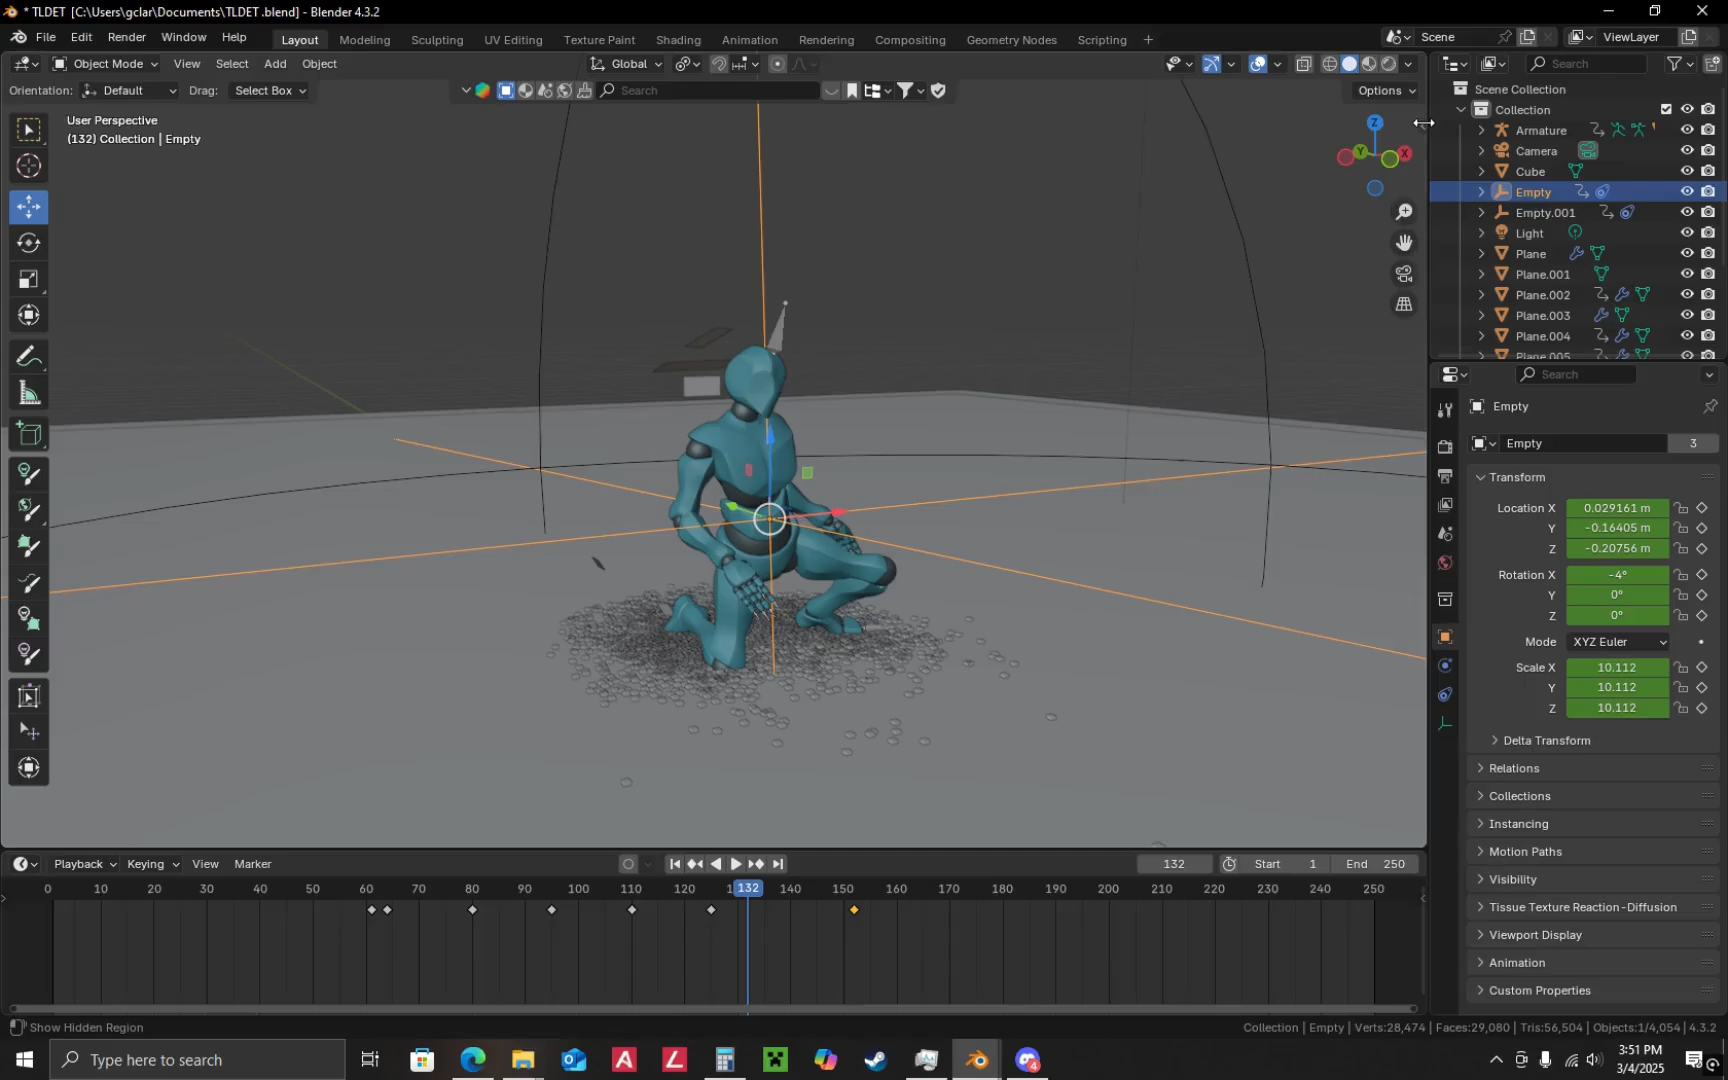 * TLDET  [C:\Users\gclar\Documents\TLDET .blend] - Blender 4.3.2
File Edit Render Window Help Layout Modeling Sculpting UV Editing Texture Paint Shading Animation Rendering Compositing Geometry Nodes Scripting + Scene ViewLayer
Object Mode View Select Add Object Global Search
Orientation: Default Drag: Select Box Search Options
User Perspective
(132) Collection | Empty
Z
Y X
Scene Collection
Collection
Armature
Camera
Cube
Empty
Empty.001
Light
Plane
Plane.001
Plane.002
Plane.003
Plane.004
Plane.005
Search
Empty
Empty 3
Transform
Location X 0.029161 m
Y -0.16405 m
Z -0.20756 m
Rotation X -4°
Y 0°
Z 0°
Mode XYZ Euler
Scale X 10.112
Y 10.112
Z 10.112
Delta Transform
Relations
Collections
Instancing
Motion Paths
Visibility
Tissue Texture Reaction-Diffusion
Viewport Display
Animation
Custom Properties
Playback Keying View Marker 132 Start 1 End 250
0 10 20 30 40 50 60 70 80 90 100 110 120 132 140 150 160 170 180 190 200 210 220 230 240 250
Show Hidden Region Collection | Empty | Verts:28,474 | Faces:29,080 | Tris:56,504 | Objects:1/4,054 | 4.3.2
Type here to search
3:51 PM
3/4/2025